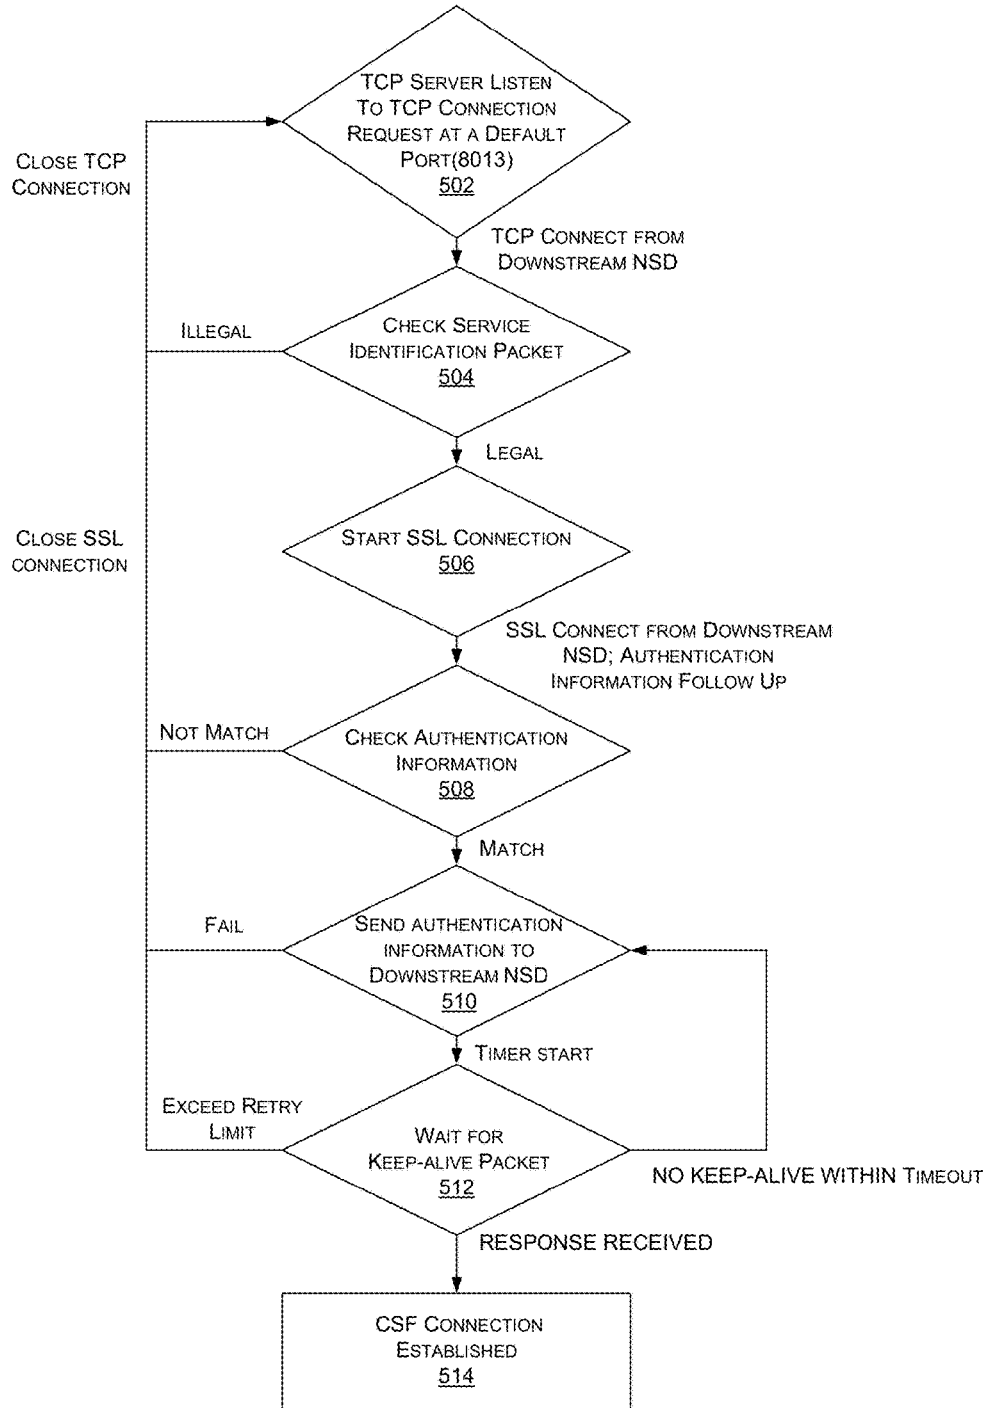 TCP SERVER LISTEN
TO TCP CONNECTION
REQUEST AT A DEFAULT
PORT(8013)
502
CLOSE TCP
CONNECTION
TCP CONNECT FROM
DOWNSTREAM NSD
ILLEGAL
CHECK SERVICE
IDENTIFICATION PACKET
504
LEGAL
CLOSE SSL
CONNECTION
START SSL CONNECTION
506
SSL CONNECT FROM DOWNSTREAM
NSD; AUTHENTICATION
INFORMATION FOLLOW UP
NOT MATCH
CHECK AUTHENTICATION
INFORMATION
508
MATCH
FAIL
SEND AUTHENTICATION
INFORMATION TO
DOWNSTREAM NSD
510
TIMER START
EXCEED RETRY
LIMIT
WAIT FOR
KEEP-ALIVE PACKET
512
NO KEEP-ALIVE WITHIN TIMEOUT
RESPONSE RECEIVED
CSF CONNECTION
ESTABLISHED
514